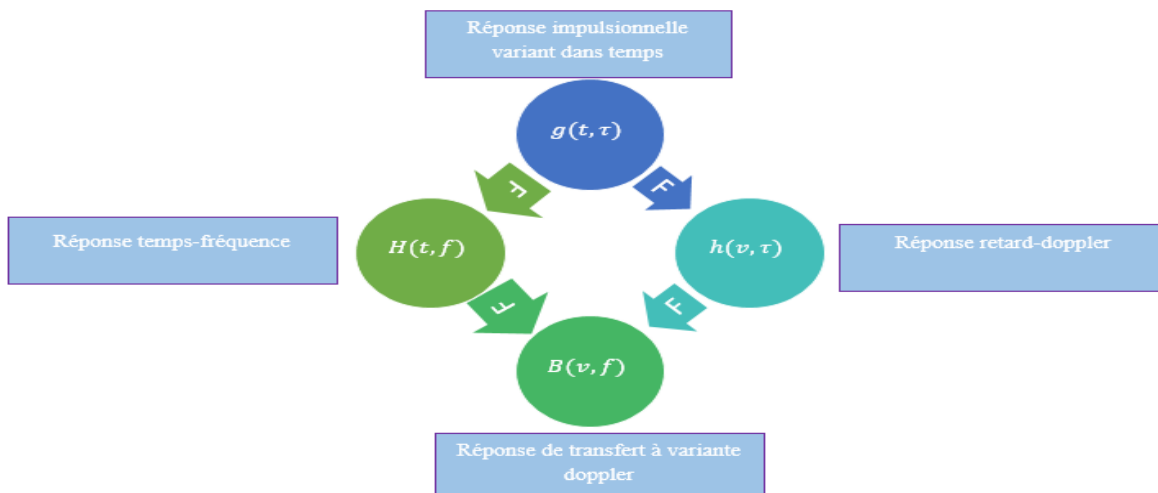 Réponse impulsionnelle
variant dans temps
g(t,τ)
F
F
Réponse temps-fréquence
H(t,f)
h(v,τ)
Réponse retard-doppler
F
F
B(v,f)
Réponse de transfert à variante
doppler